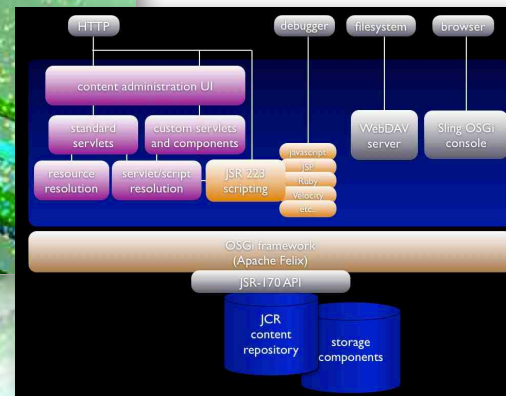 HTTP
debugger
filesystem
browser
content administration UI
standard
servlets
custom servlets
and components
WebDAV
server
Sling OSGi
console
resource
resolution
servlet/script
resolution
JSR 223
scripting
javascript
JSP
Ruby
Velocity
etc.
OSGi framework
(Apache Felix)
JSR-170 API
JCR
content
repository
storage
components